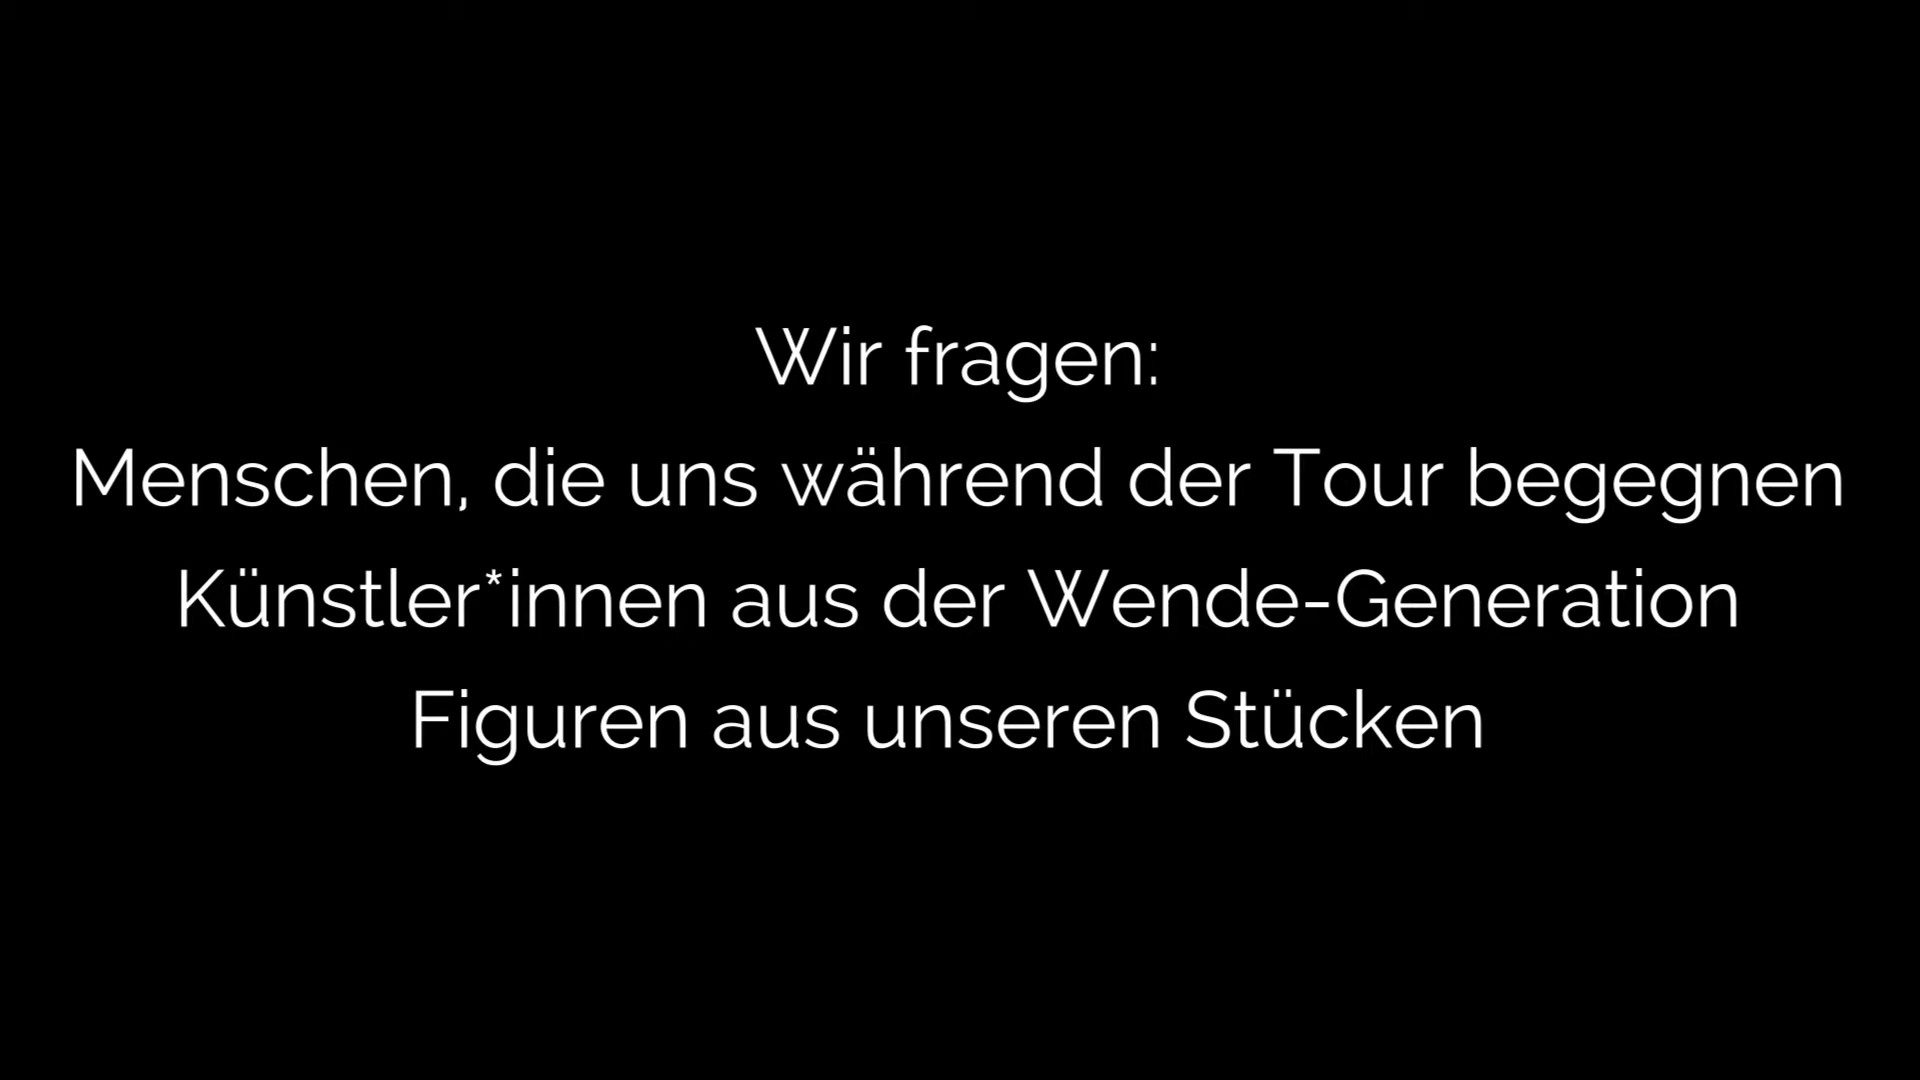 Wir fragen:
Menschen, die uns während der Tour begegnen
Künstler*innen aus der Wende-Generation
Figuren aus unseren Stücken